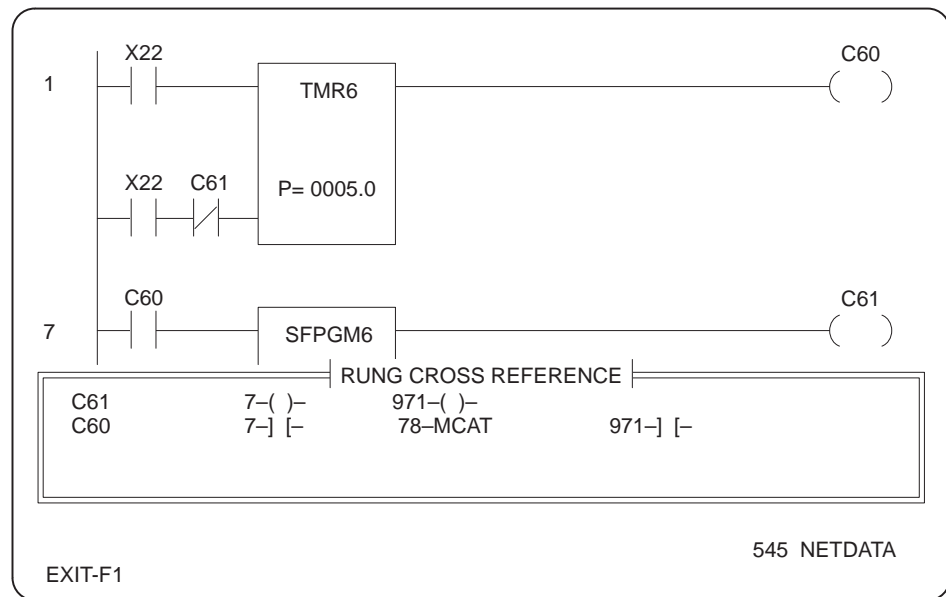 X22 C60
1 TMR6 ( )
X22 C61 P= 0005.0
C60 C61
7 SFPGM6 ( )
RUNG CROSS REFERENCE
C61 7–( )– 971–( )–
C60 7–] [– 78–MCAT 971–] [–
545 NETDATA
EXIT-F1